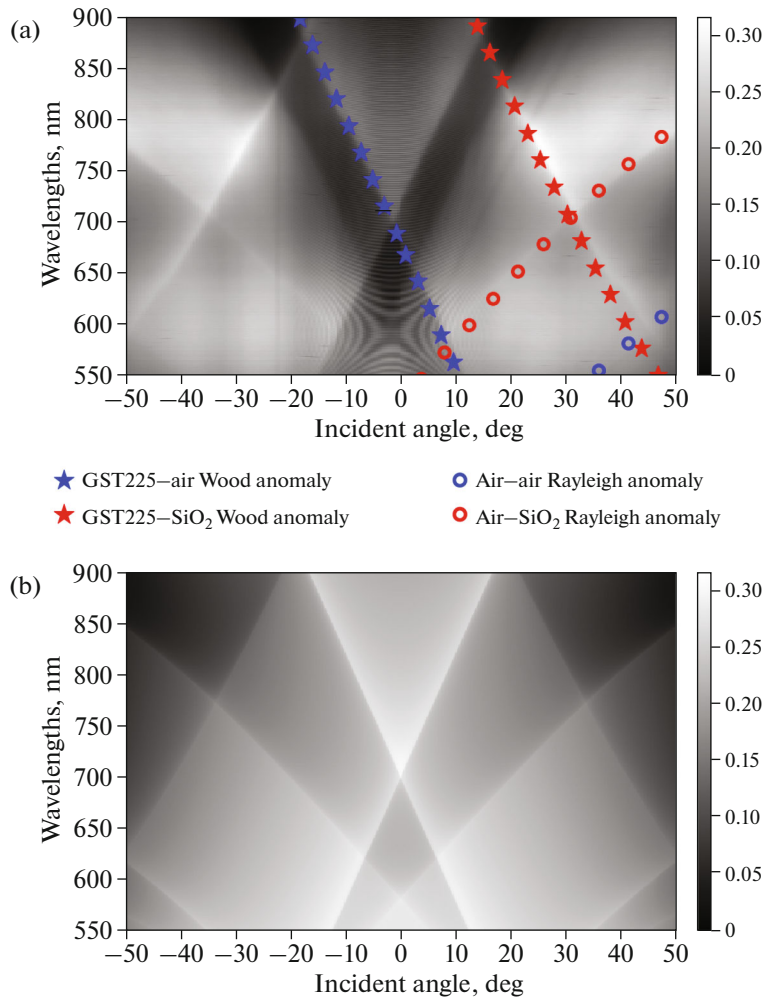 (a)
900
850
800
750
700
650
600
550
Wavelengths, nm
−50 −40 −30 −20 −10 0 10 20 30 40 50
Incident angle, deg
0.30
0.25
0.20
0.15
0.10
0.05
0
GST225−air Wood anomaly
Air−air Rayleigh anomaly
GST225−SiO2 Wood anomaly
Air−SiO2 Rayleigh anomaly
(b)
900
850
800
750
700
650
600
550
Wavelengths, nm
−50 −40 −30 −20 −10 0 10 20 30 40 50
Incident angle, deg
0.30
0.25
0.20
0.15
0.10
0.05
0